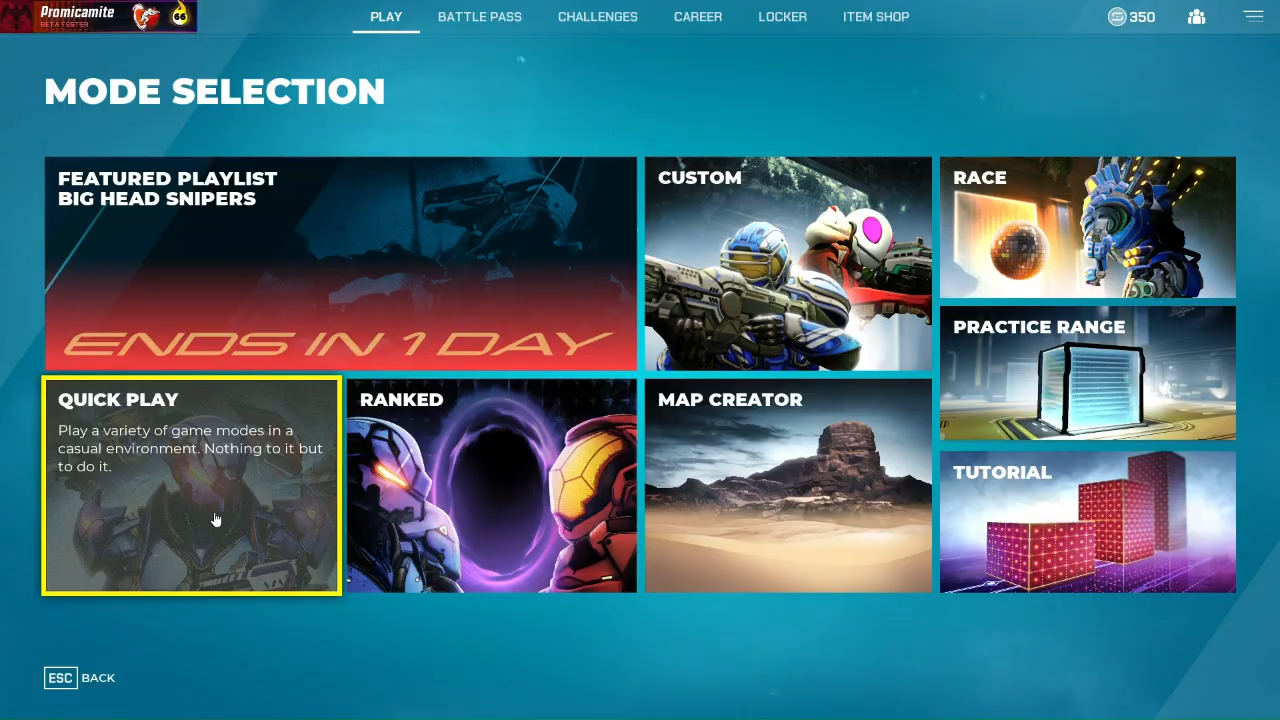 Promicamite
BETA TESTER
66
PLAY
BATTLE PASS
CHALLENGES
CAREER
LOCKER
ITEM SHOP
350
MODE SELECTION
FEATURED PLAYLIST
BIG HEAD SNIPERS
ENDS IN 1 DAY
CUSTOM
RACE
PRACTICE RANGE
QUICK PLAY
Play a variety of game modes in a
casual environment. Nothing to it but
to do it.
RANKED
MAP CREATOR
TUTORIAL
ESC BACK